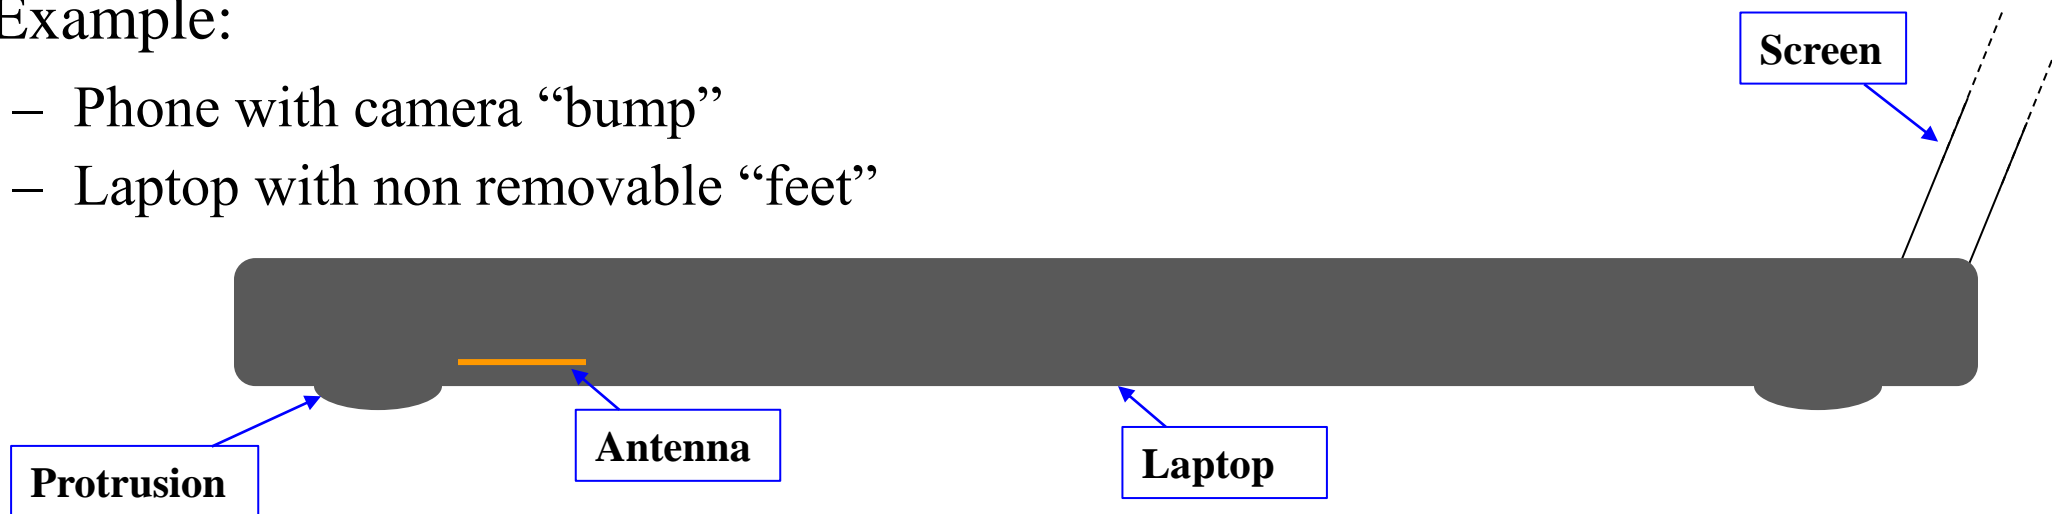 Example:
– Phone with camera “bump”
– Laptop with non removable “feet”
Screen
Antenna
Laptop
Protrusion